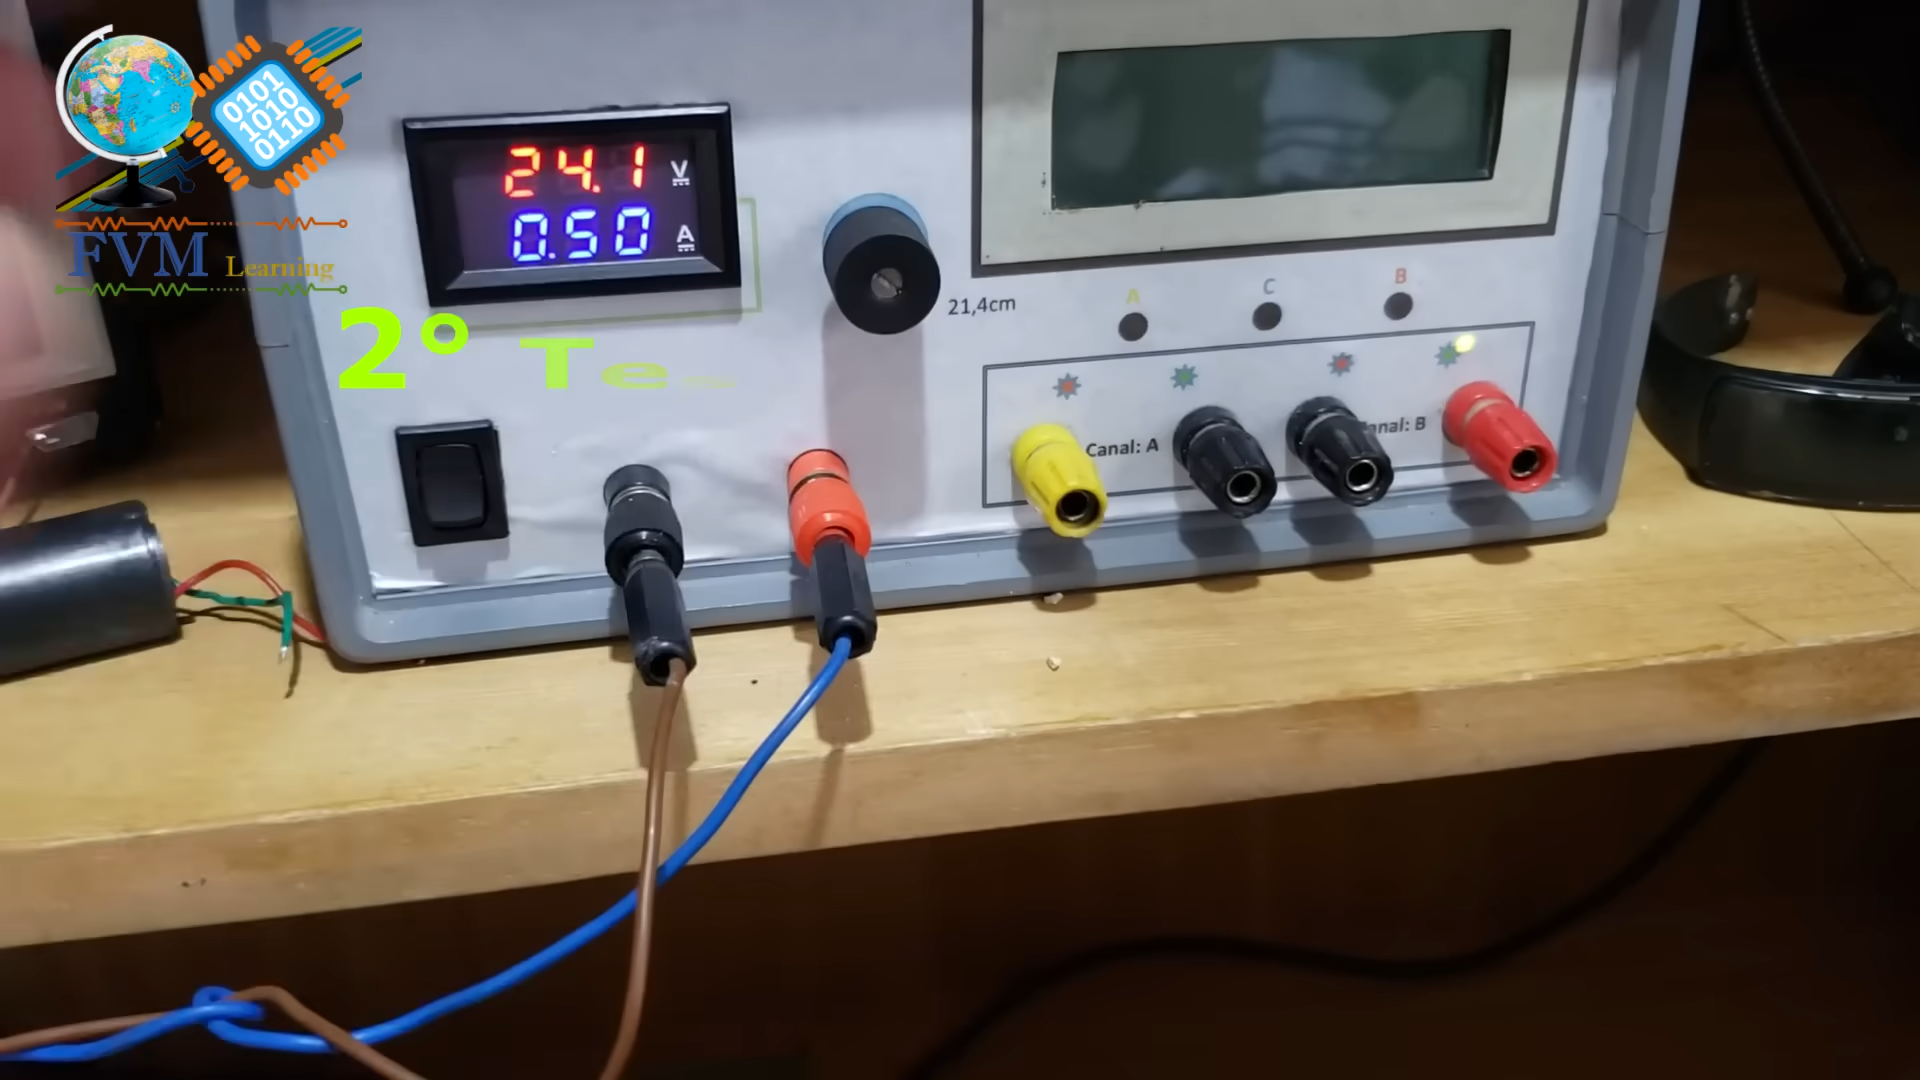 0101
1010
0110
FVM Learning
24.1 V
0.50 A
2° Te
21,4cm
A
C
B
Canal: A
anal: B